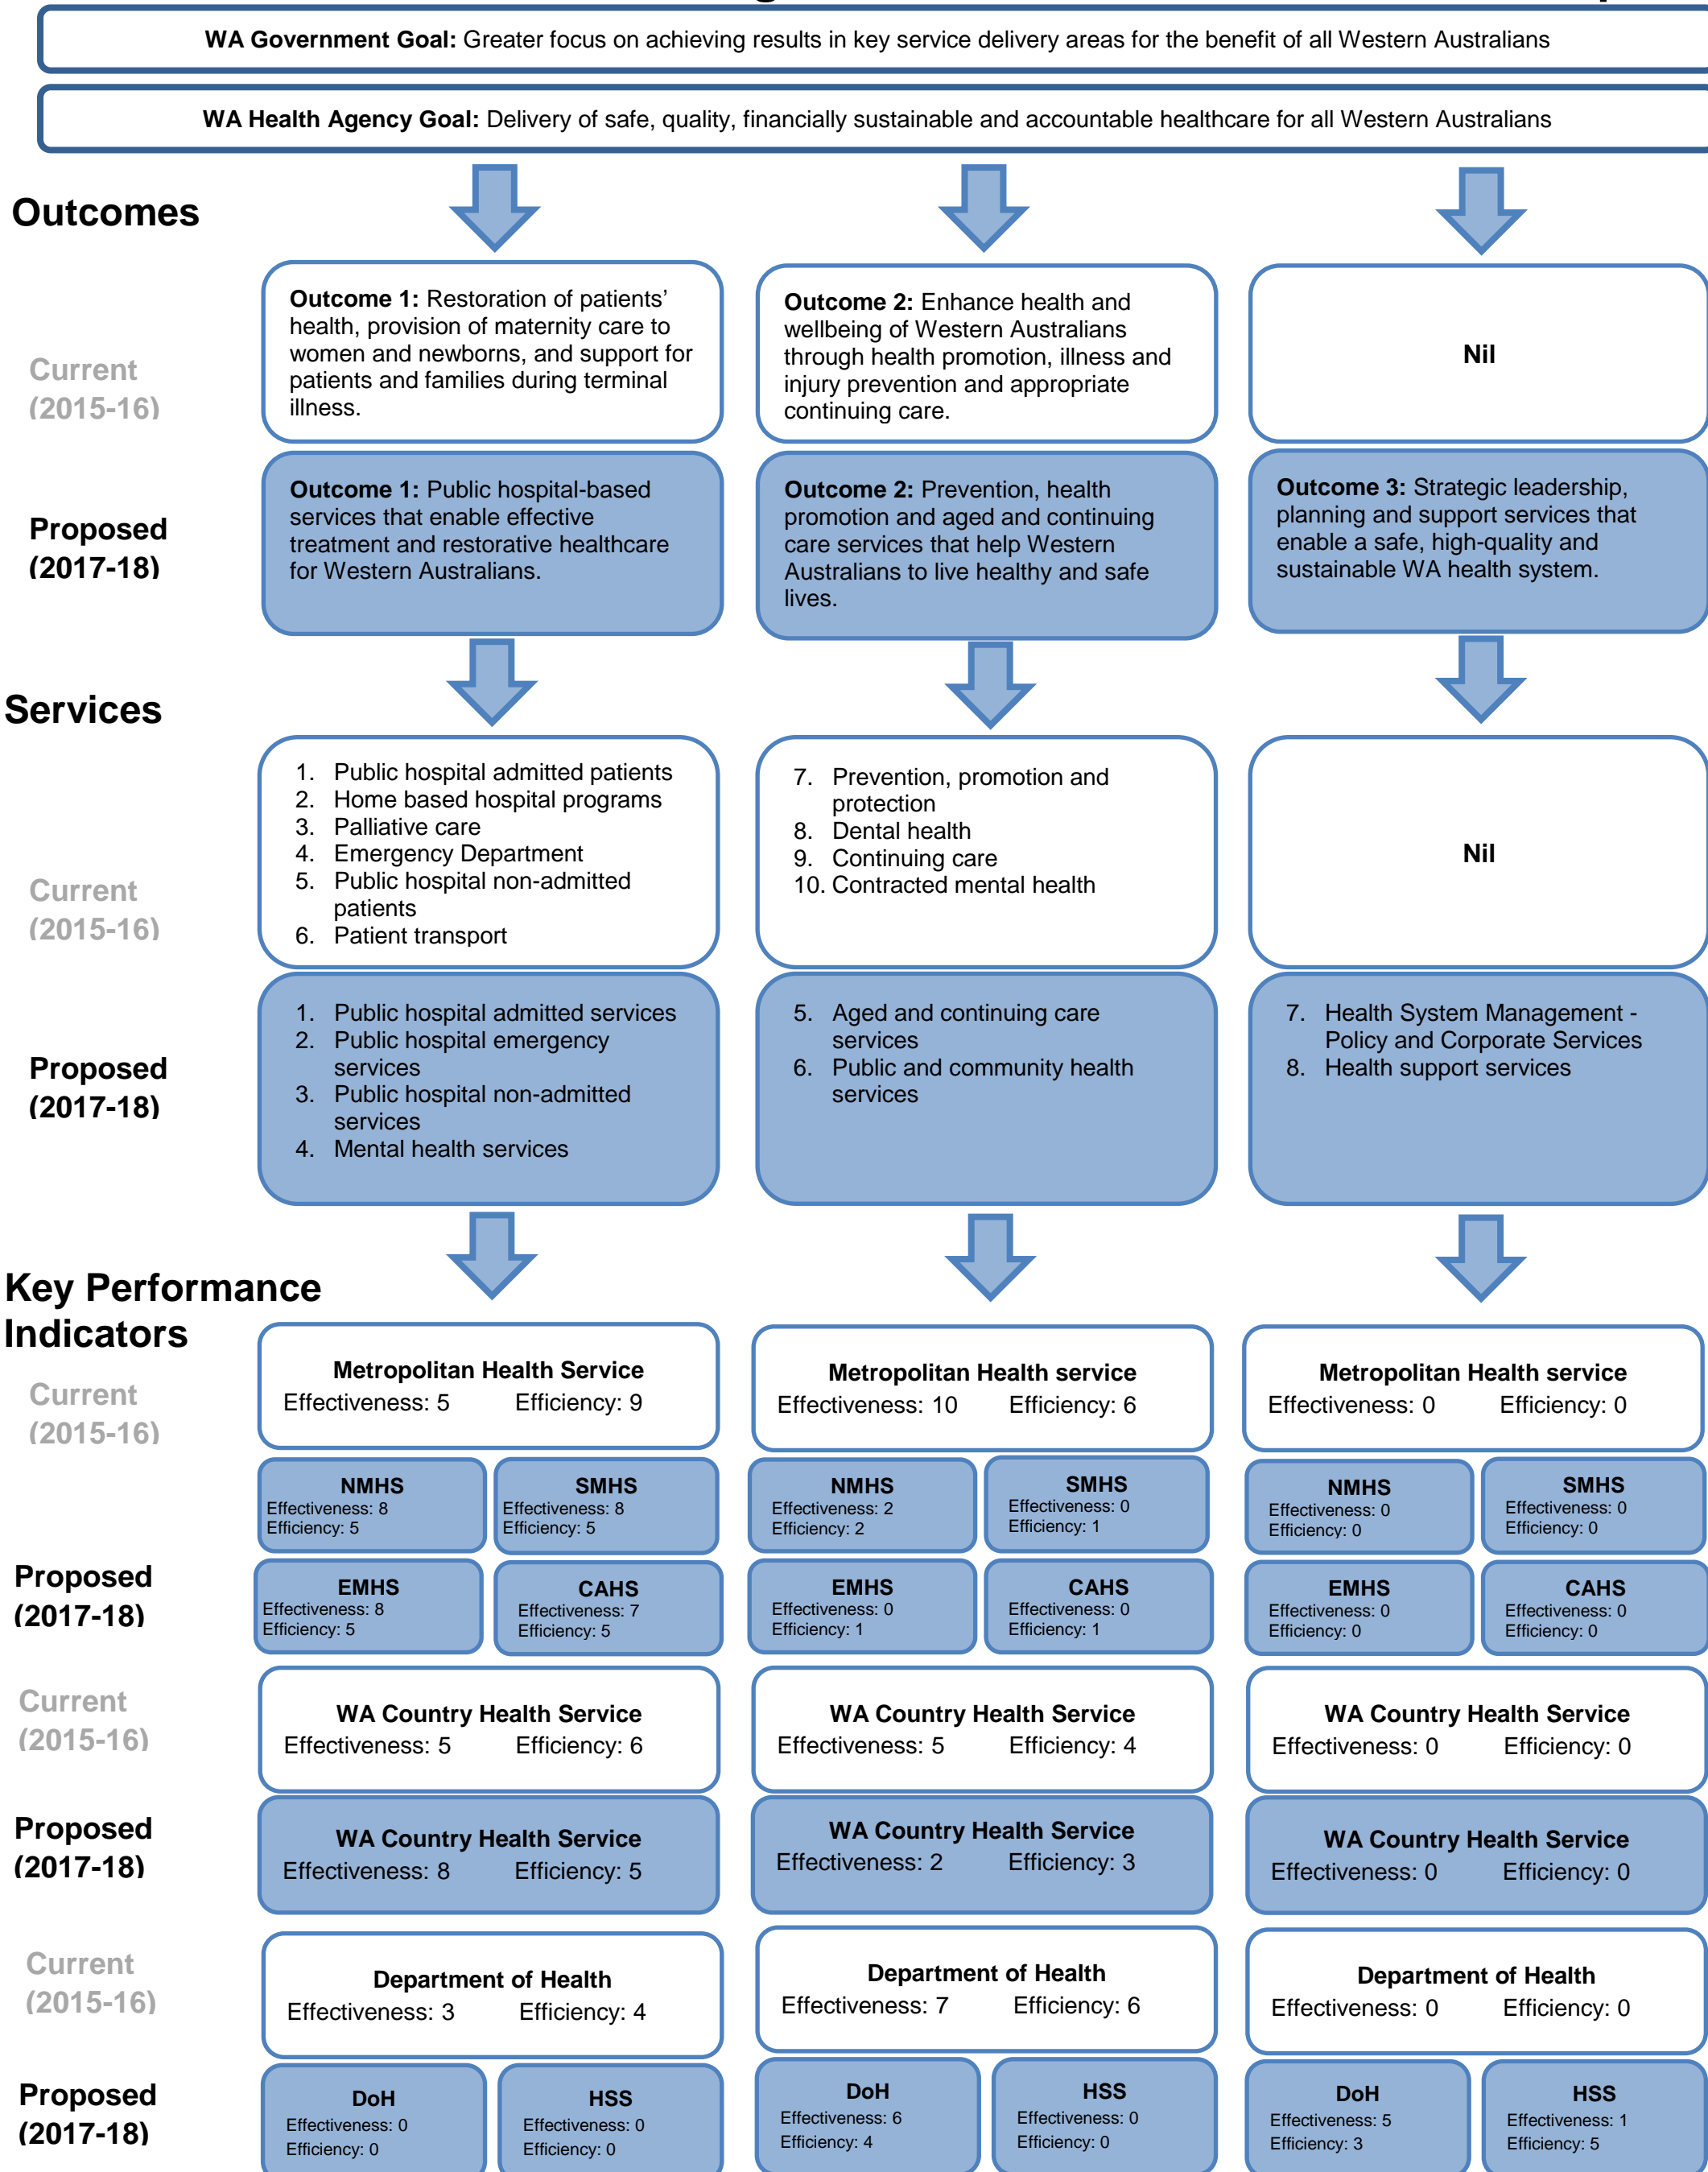 WA Government Goal: Greater focus on achieving results in key service delivery areas for the benefit of all Western Australians
WA Health Agency Goal: Delivery of safe, quality, financially sustainable and accountable healthcare for all Western Australians
Outcomes
Current
(2015-16)
Outcome 1: Restoration of patients’
health, provision of maternity care to
women and newborns, and support for
patients and families during terminal
illness.
Outcome 2: Enhance health and
wellbeing of Western Australians
through health promotion, illness and
injury prevention and appropriate
continuing care.
Nil
Proposed
(2017-18)
Outcome 1: Public hospital-based
services that enable effective
treatment and restorative healthcare
for Western Australians.
Outcome 2: Prevention, health
promotion and aged and continuing
care services that help Western
Australians to live healthy and safe
lives.
Outcome 3: Strategic leadership,
planning and support services that
enable a safe, high-quality and
sustainable WA health system.
Services
Current
(2015-16)
1. Public hospital admitted patients
2. Home based hospital programs
3. Palliative care
4. Emergency Department
5. Public hospital non-admitted
patients
6. Patient transport
7. Prevention, promotion and
protection
8. Dental health
9. Continuing care
10. Contracted mental health
Nil
Proposed
(2017-18)
1. Public hospital admitted services
2. Public hospital emergency
services
3. Public hospital non-admitted
services
4. Mental health services
5. Aged and continuing care
services
6. Public and community health
services
7. Health System Management -
Policy and Corporate Services
8. Health support services
Key Performance
Indicators
Current
(2015-16)
Metropolitan Health Service
Effectiveness: 5 Efficiency: 9
Metropolitan Health service
Effectiveness: 10 Efficiency: 6
Metropolitan Health service
Effectiveness: 0 Efficiency: 0
Proposed
(2017-18)
NMHS
Effectiveness: 8
Efficiency: 5
SMHS
Effectiveness: 8
Efficiency: 5
EMHS
Effectiveness: 8
Efficiency: 5
CAHS
Effectiveness: 7
Efficiency: 5
NMHS
Effectiveness: 2
Efficiency: 2
SMHS
Effectiveness: 0
Efficiency: 1
EMHS
Effectiveness: 0
Efficiency: 1
CAHS
Effectiveness: 0
Efficiency: 1
NMHS
Effectiveness: 0
Efficiency: 0
SMHS
Effectiveness: 0
Efficiency: 0
EMHS
Effectiveness: 0
Efficiency: 0
CAHS
Effectiveness: 0
Efficiency: 0
Current
(2015-16)
WA Country Health Service
Effectiveness: 5 Efficiency: 6
WA Country Health Service
Effectiveness: 5 Efficiency: 4
WA Country Health Service
Effectiveness: 0 Efficiency: 0
Proposed
(2017-18)
WA Country Health Service
Effectiveness: 8 Efficiency: 5
WA Country Health Service
Effectiveness: 2 Efficiency: 3
WA Country Health Service
Effectiveness: 0 Efficiency: 0
Current
(2015-16)
Department of Health
Effectiveness: 3 Efficiency: 4
Department of Health
Effectiveness: 7 Efficiency: 6
Department of Health
Effectiveness: 0 Efficiency: 0
Proposed
(2017-18)
DoH
Effectiveness: 0
Efficiency: 0
HSS
Effectiveness: 0
Efficiency: 0
DoH
Effectiveness: 6
Efficiency: 4
HSS
Effectiveness: 0
Efficiency: 0
DoH
Effectiveness: 5
Efficiency: 3
HSS
Effectiveness: 1
Efficiency: 5